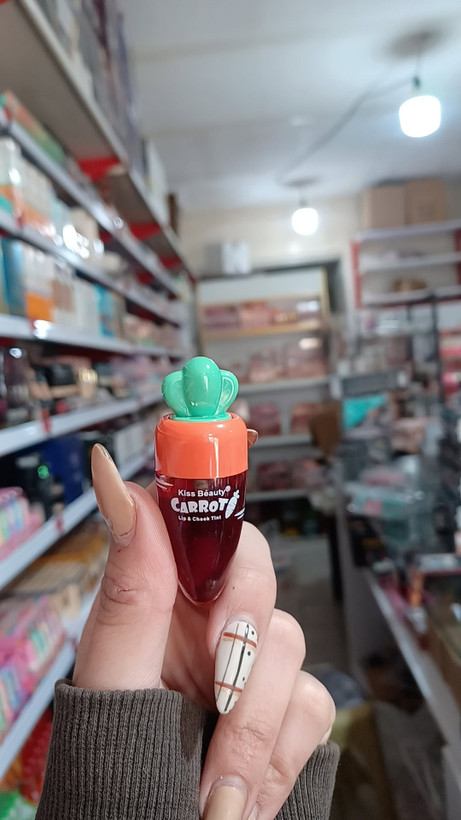 Kiss Beauty
CARROT
Lip & Cheek Tint